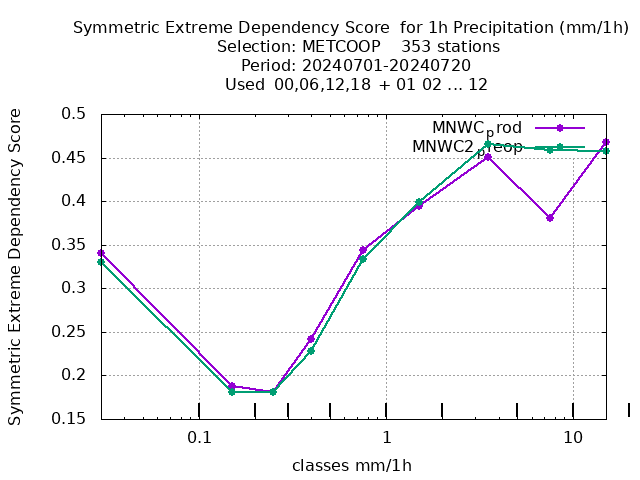 Symmetric Extreme Dependency Score  for 1h Precipitation (mm/1h)
Selection: METCOOP    353 stations
Period: 20240701-20240720
Used  00,06,12,18  + 01 02 ... 12
Symmetric Extreme Dependency Score
0.5
0.45
0.4
0.35
0.3
0.25
0.2
0.15
MNWCprod
MNWC2preop
0.1
1
10
classes mm/1h